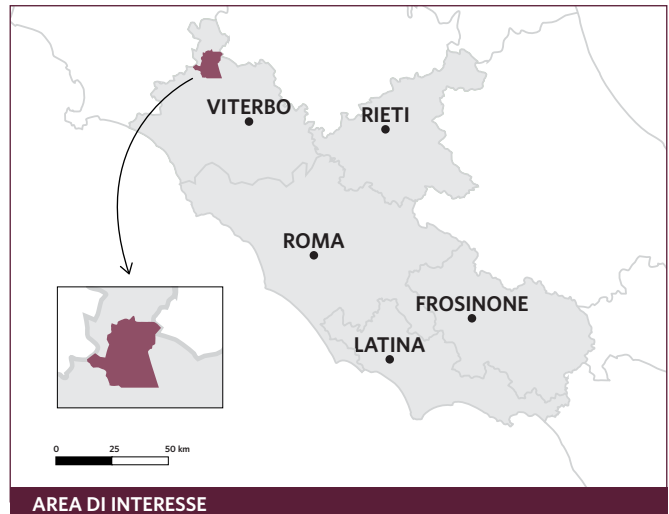 VITERBO
RIETI
ROMA
FROSINONE
LATINA
0 25 50 km
AREA DI INTERESSE